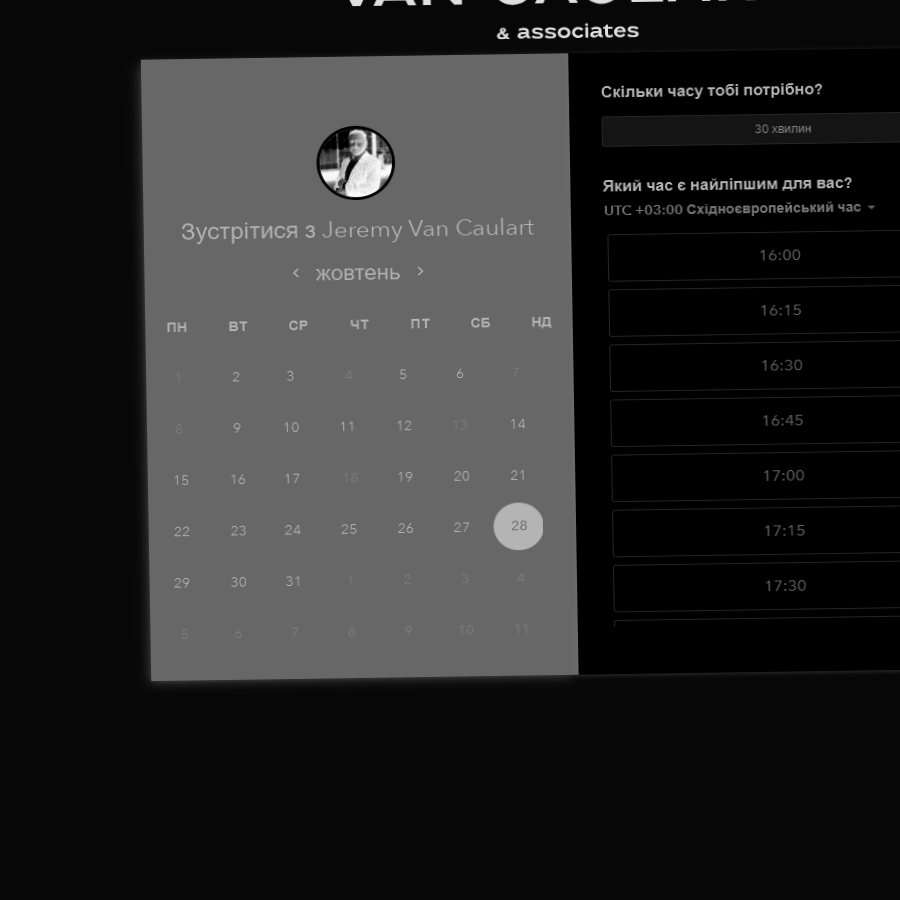 & associates
Зустрітися з Jeremy Van Caulart
жовтень
ПН ВТ СР ЧТ ПТ СБ НД
1 2 3 4 5 6 7
8 9 10 11 12 13 14
15 16 17 18 19 20 21
22 23 24 25 26 27 28
29 30 31 1 2 3 4
5 6 7 8 9 10 11
Скільки часу тобі потрібно?
30 хвилин
Який час є найліпшим для вас?
UTC +03:00 Східноєвропейський час
16:00
16:15
16:30
16:45
17:00
17:15
17:30